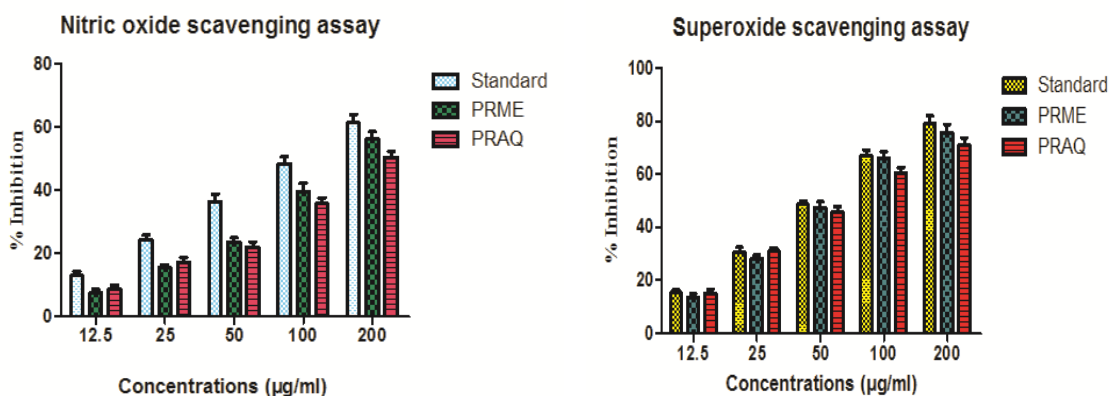 Nitric oxide scavenging assay
80
60
40
20
0
% Inhibition
12.5 25 50 100 200
Concentrations (µg/ml)
Standard
PRME
PRAQ
Superoxide scavenging assay
100
80
60
40
20
0
% Inhibition
12.5 25 50 100 200
Concentrations (µg/ml)
Standard
PRME
PRAQ